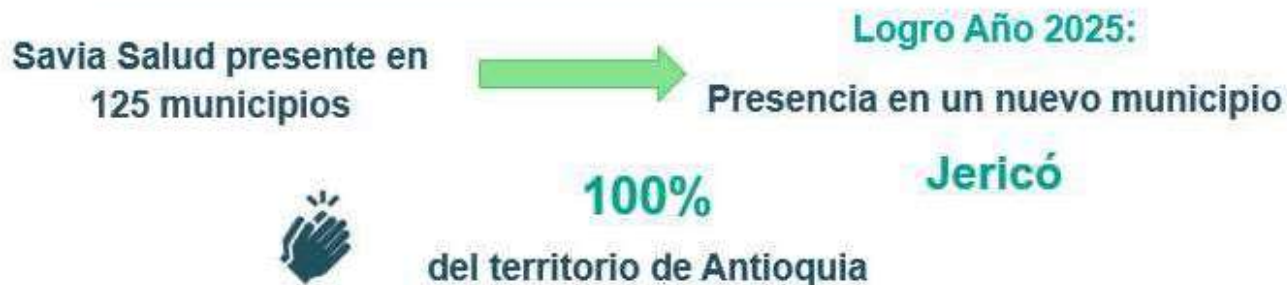 Savia Salud presente en
125 municipios
Logro Año 2025:
Presencia en un nuevo municipio
Jericó
100%
del territorio de Antioquia